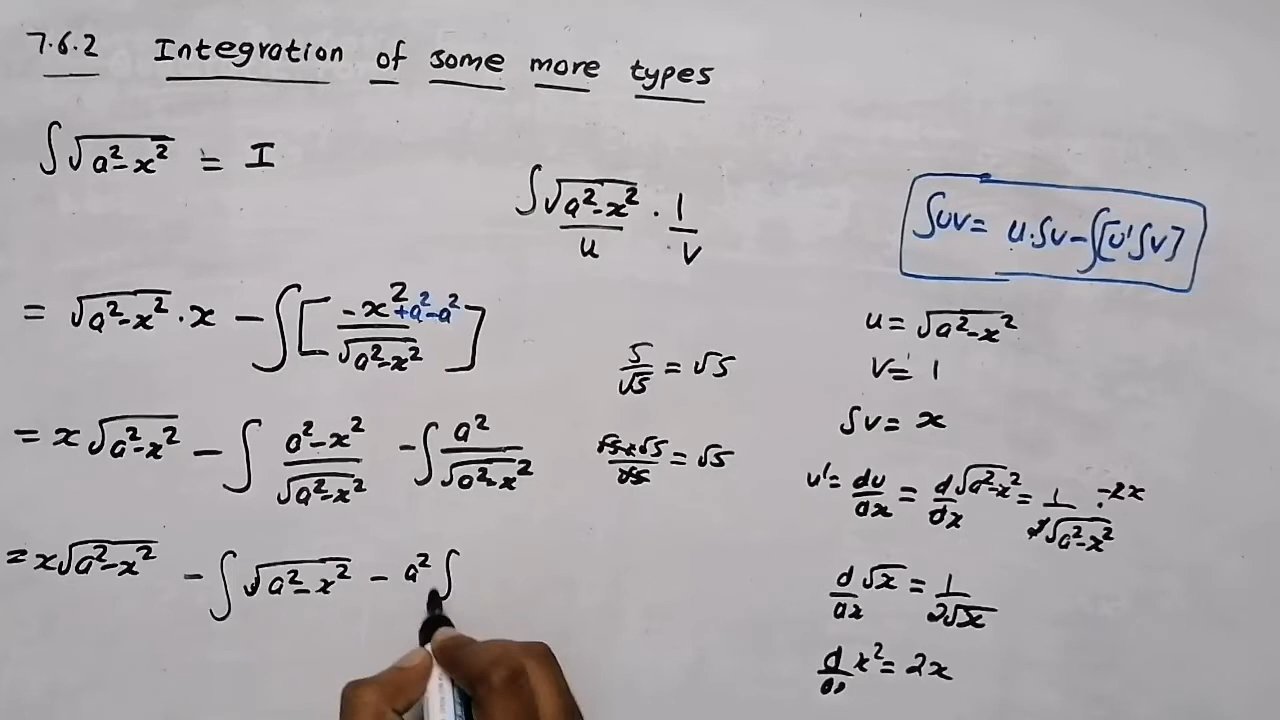 7.6.2 Integration of some more types
∫√(a²-x²) = I
∫√(a²-x²)/u · 1/v
∫uv = u.∫v-∫[u'∫v]
= √(a²-x²)·x - ∫[(-x²+a²-a²)/√(a²-x²)]
= x√(a²-x²) - ∫(a²-x²)/√(a²-x²) -∫a²/√(a²-x²)
= x√(a²-x²) - ∫√(a²-x²) - a²∫
5/√5 = √5
√5×√5/√5 = √5
u = √(a²-x²)
v = 1
∫v = x
u' = du/dx = d√(a²-x²)/dx = 1/2√(a²-x²) · -2x
d/dx √x = 1/2√x
d/dx x² = 2x